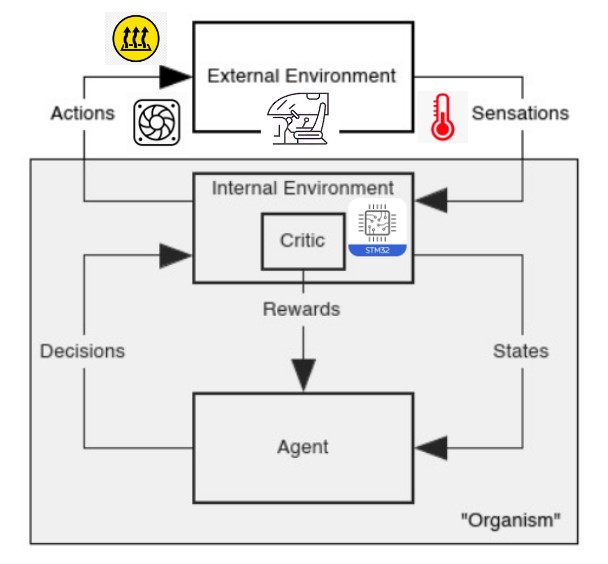 External Environment
Actions
Sensations
Internal Environment
Critic
STM32
Rewards
Decisions
States
Agent
"Organism"